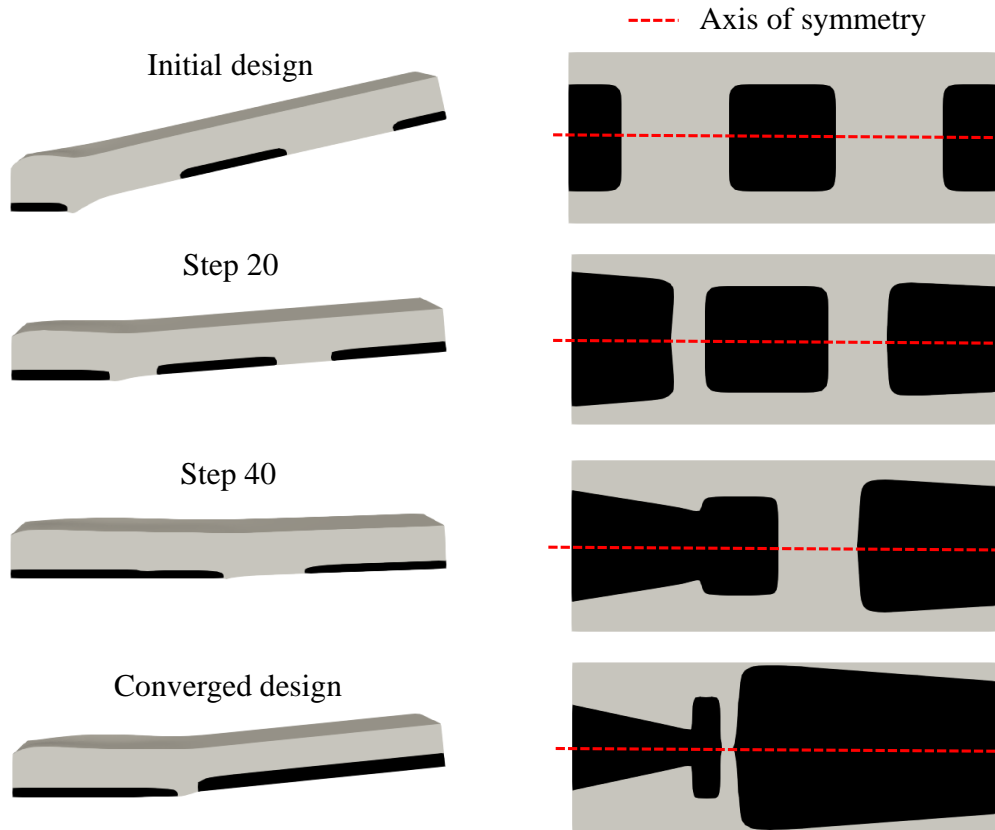 Axis of symmetry
Initial design
Step 20
Step 40
Converged design